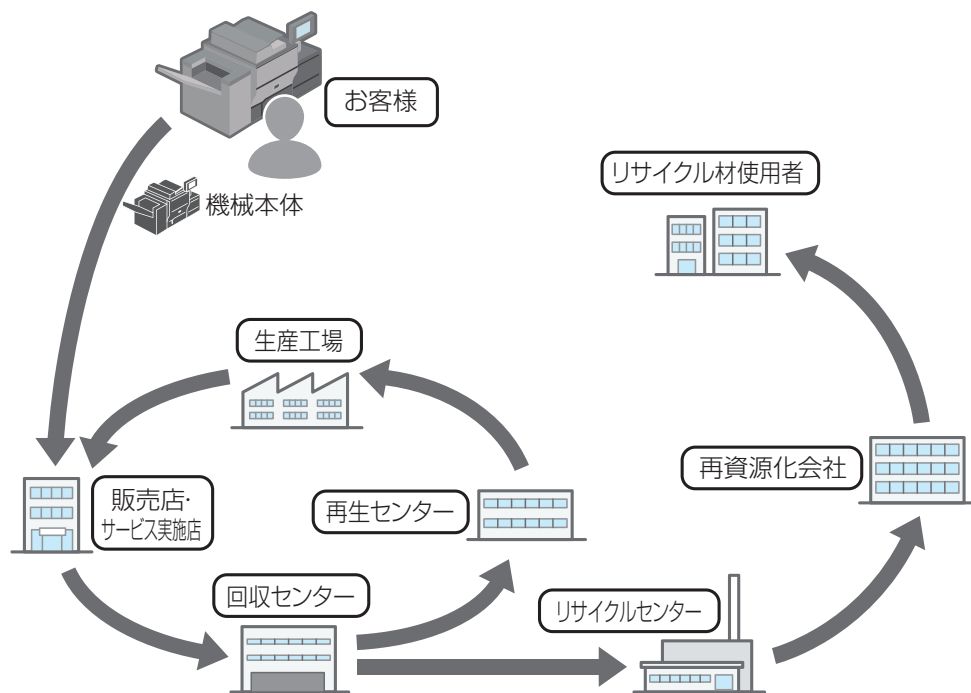 お客様
機械本体
リサイクル材使用者
生産工場
再資源化会社
販売店・
サービス実施店
再生センター
回収センター
リサイクルセンター